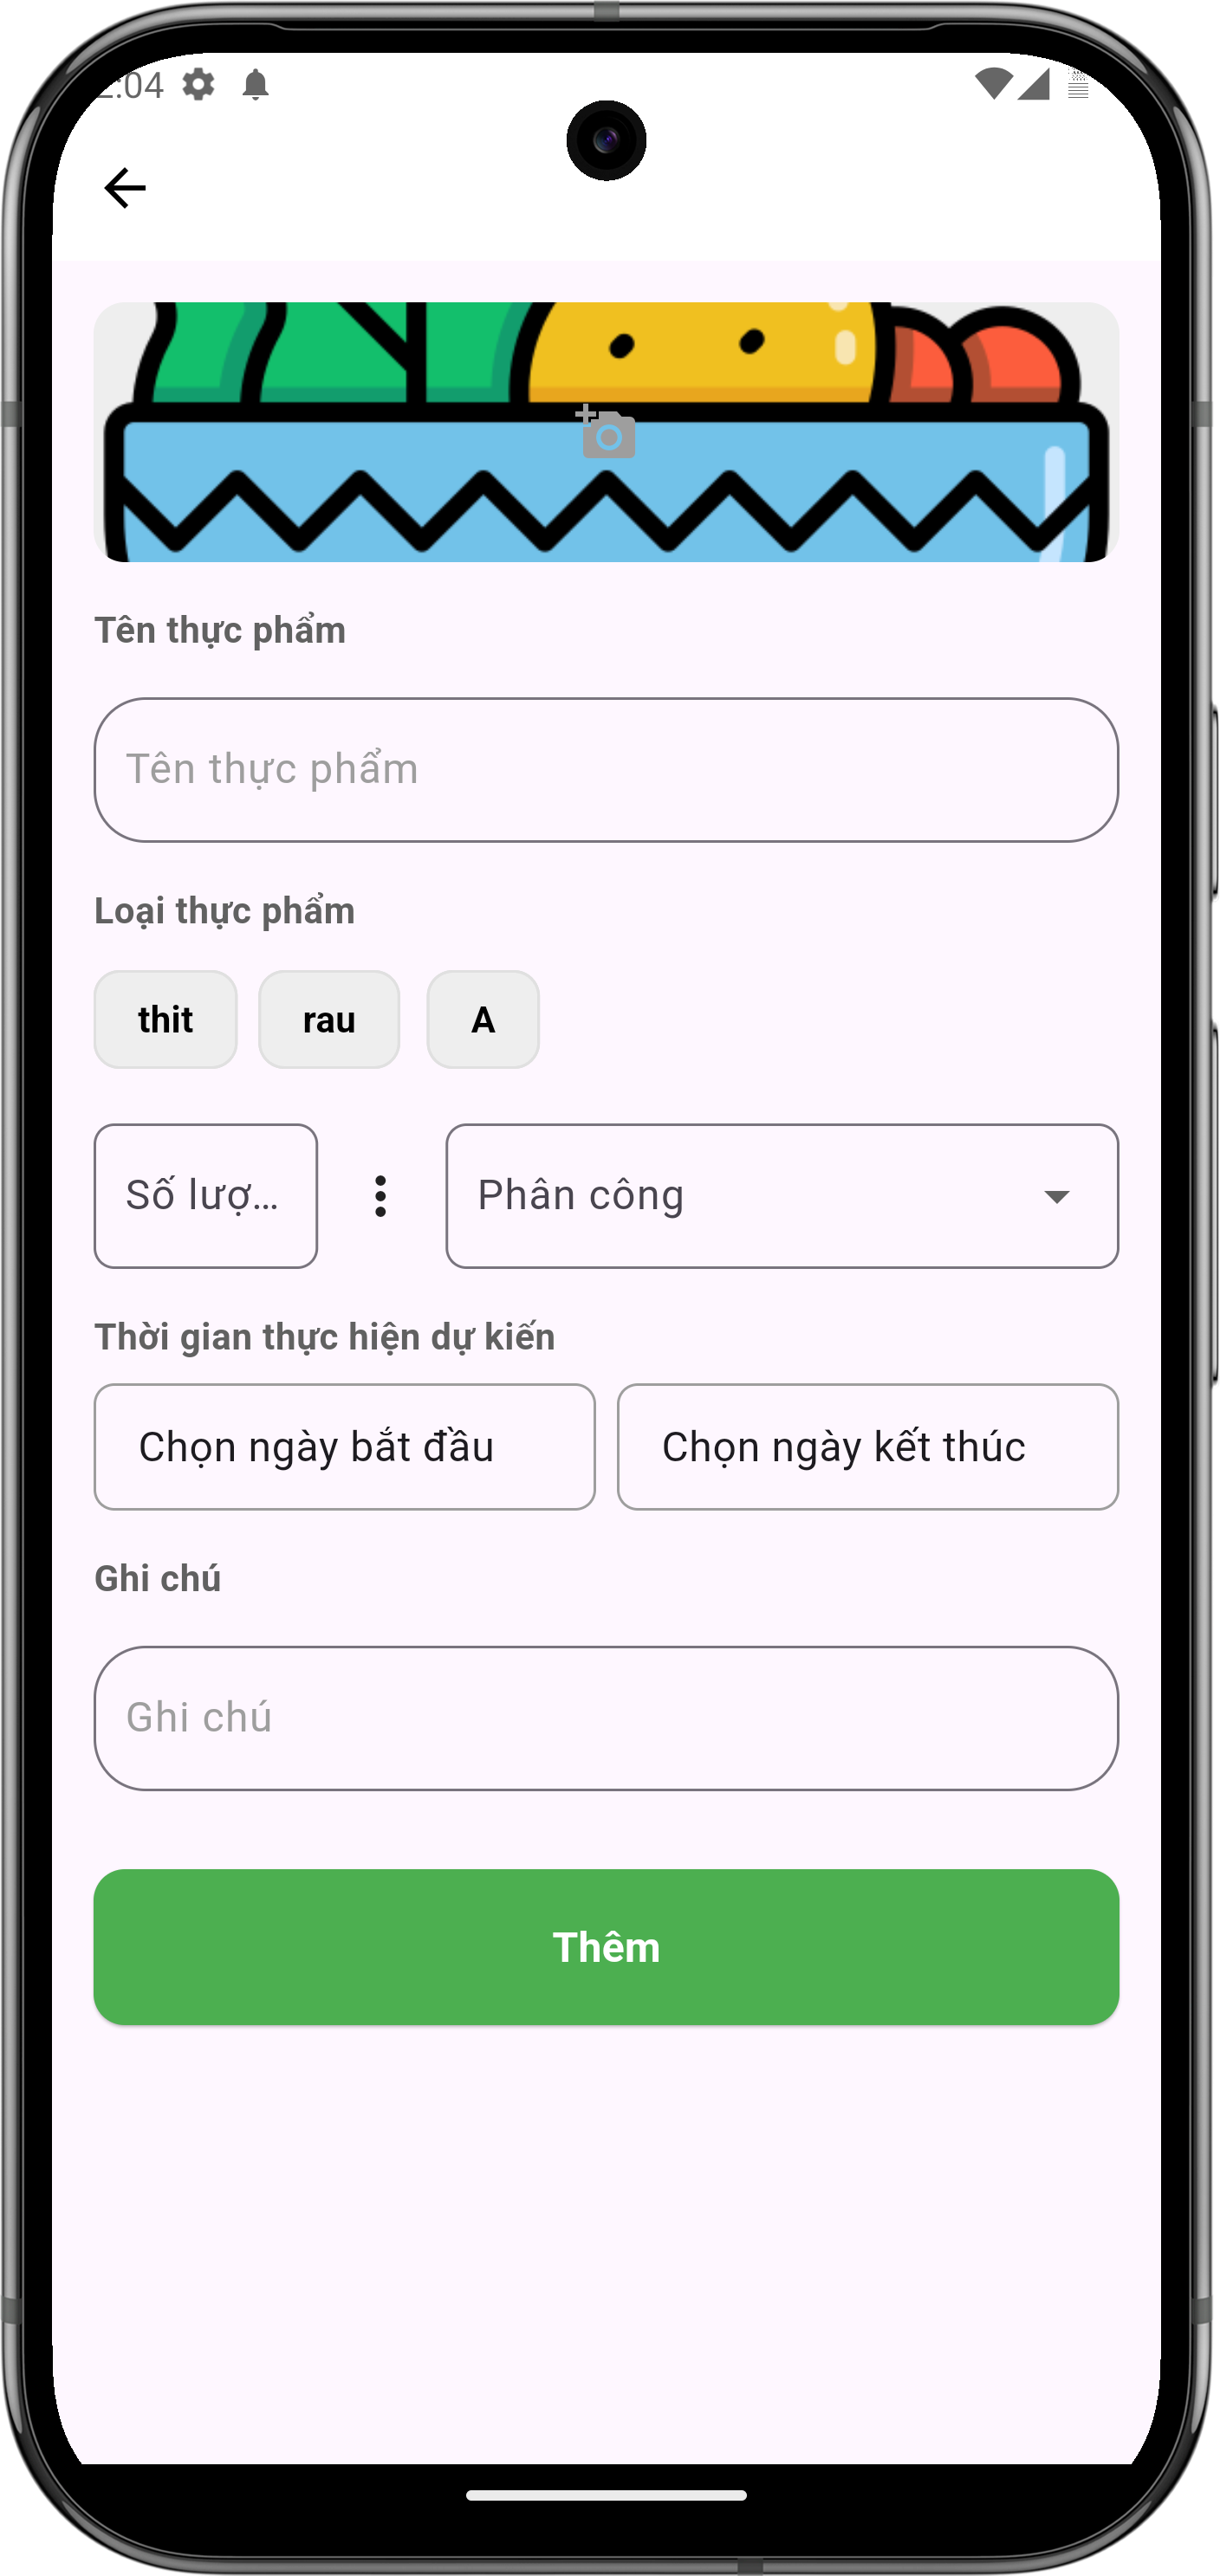 :04
Tên thực phẩm
Tên thực phẩm
Loại thực phẩm
thit rau A
Số lượ... Phân công
Thời gian thực hiện dự kiến
Chọn ngày bắt đầu Chọn ngày kết thúc
Ghi chú
Ghi chú
Thêm